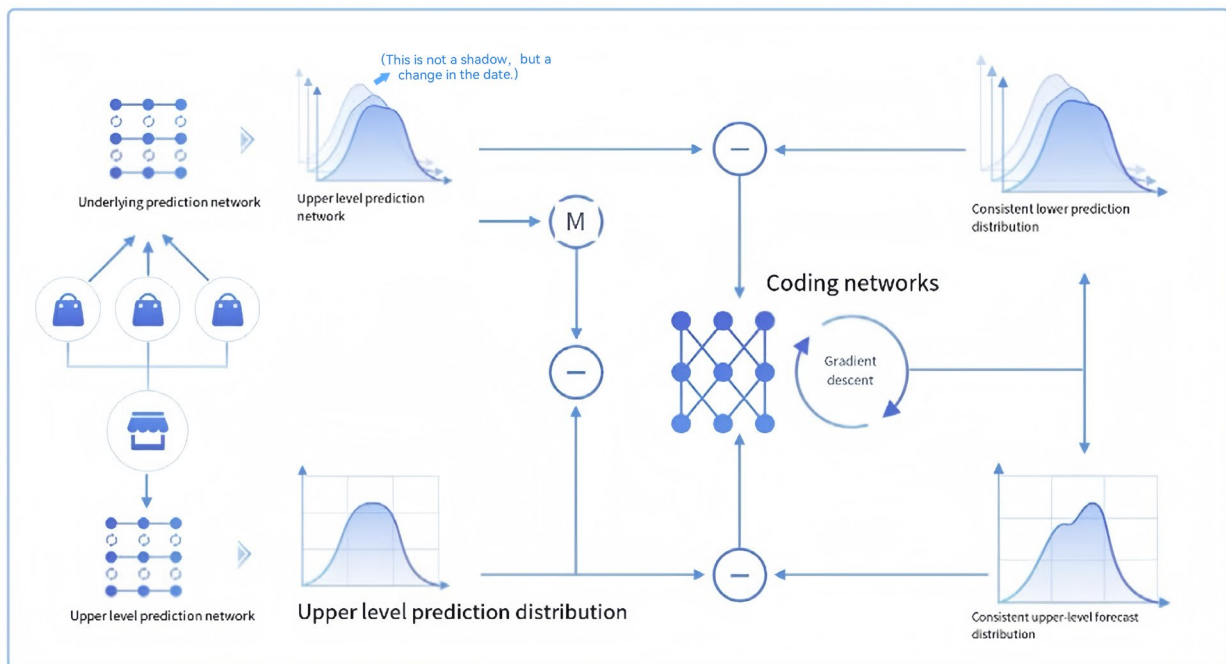 (This is not a shadow, but a
change in the date.)
Underlying prediction network
Upper level prediction
network
M
Consistent lower prediction
distribution
Coding networks
Gradient
descent
Upper level prediction network
Upper level prediction distribution
Consistent upper-level forecast
distribution